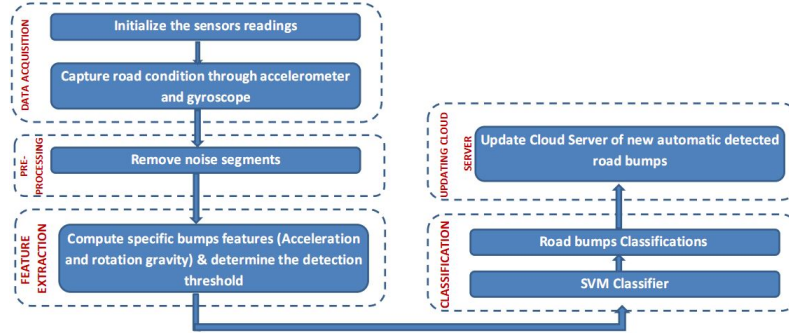 DATA ACQUISITION
Initialize the sensors readings
Capture road condition through accelerometer
and gyroscope
PRE-
PROCESSING
Remove noise segments
FEATURE
EXTRACTION
Compute specific bumps features (Acceleration
and rotation gravity) & determine the detection
threshold
CLASSIFICATION
SVM Classifier
Road bumps Classifications
UPDATING CLOUD
SERVER
Update Cloud Server of new automatic detected
road bumps